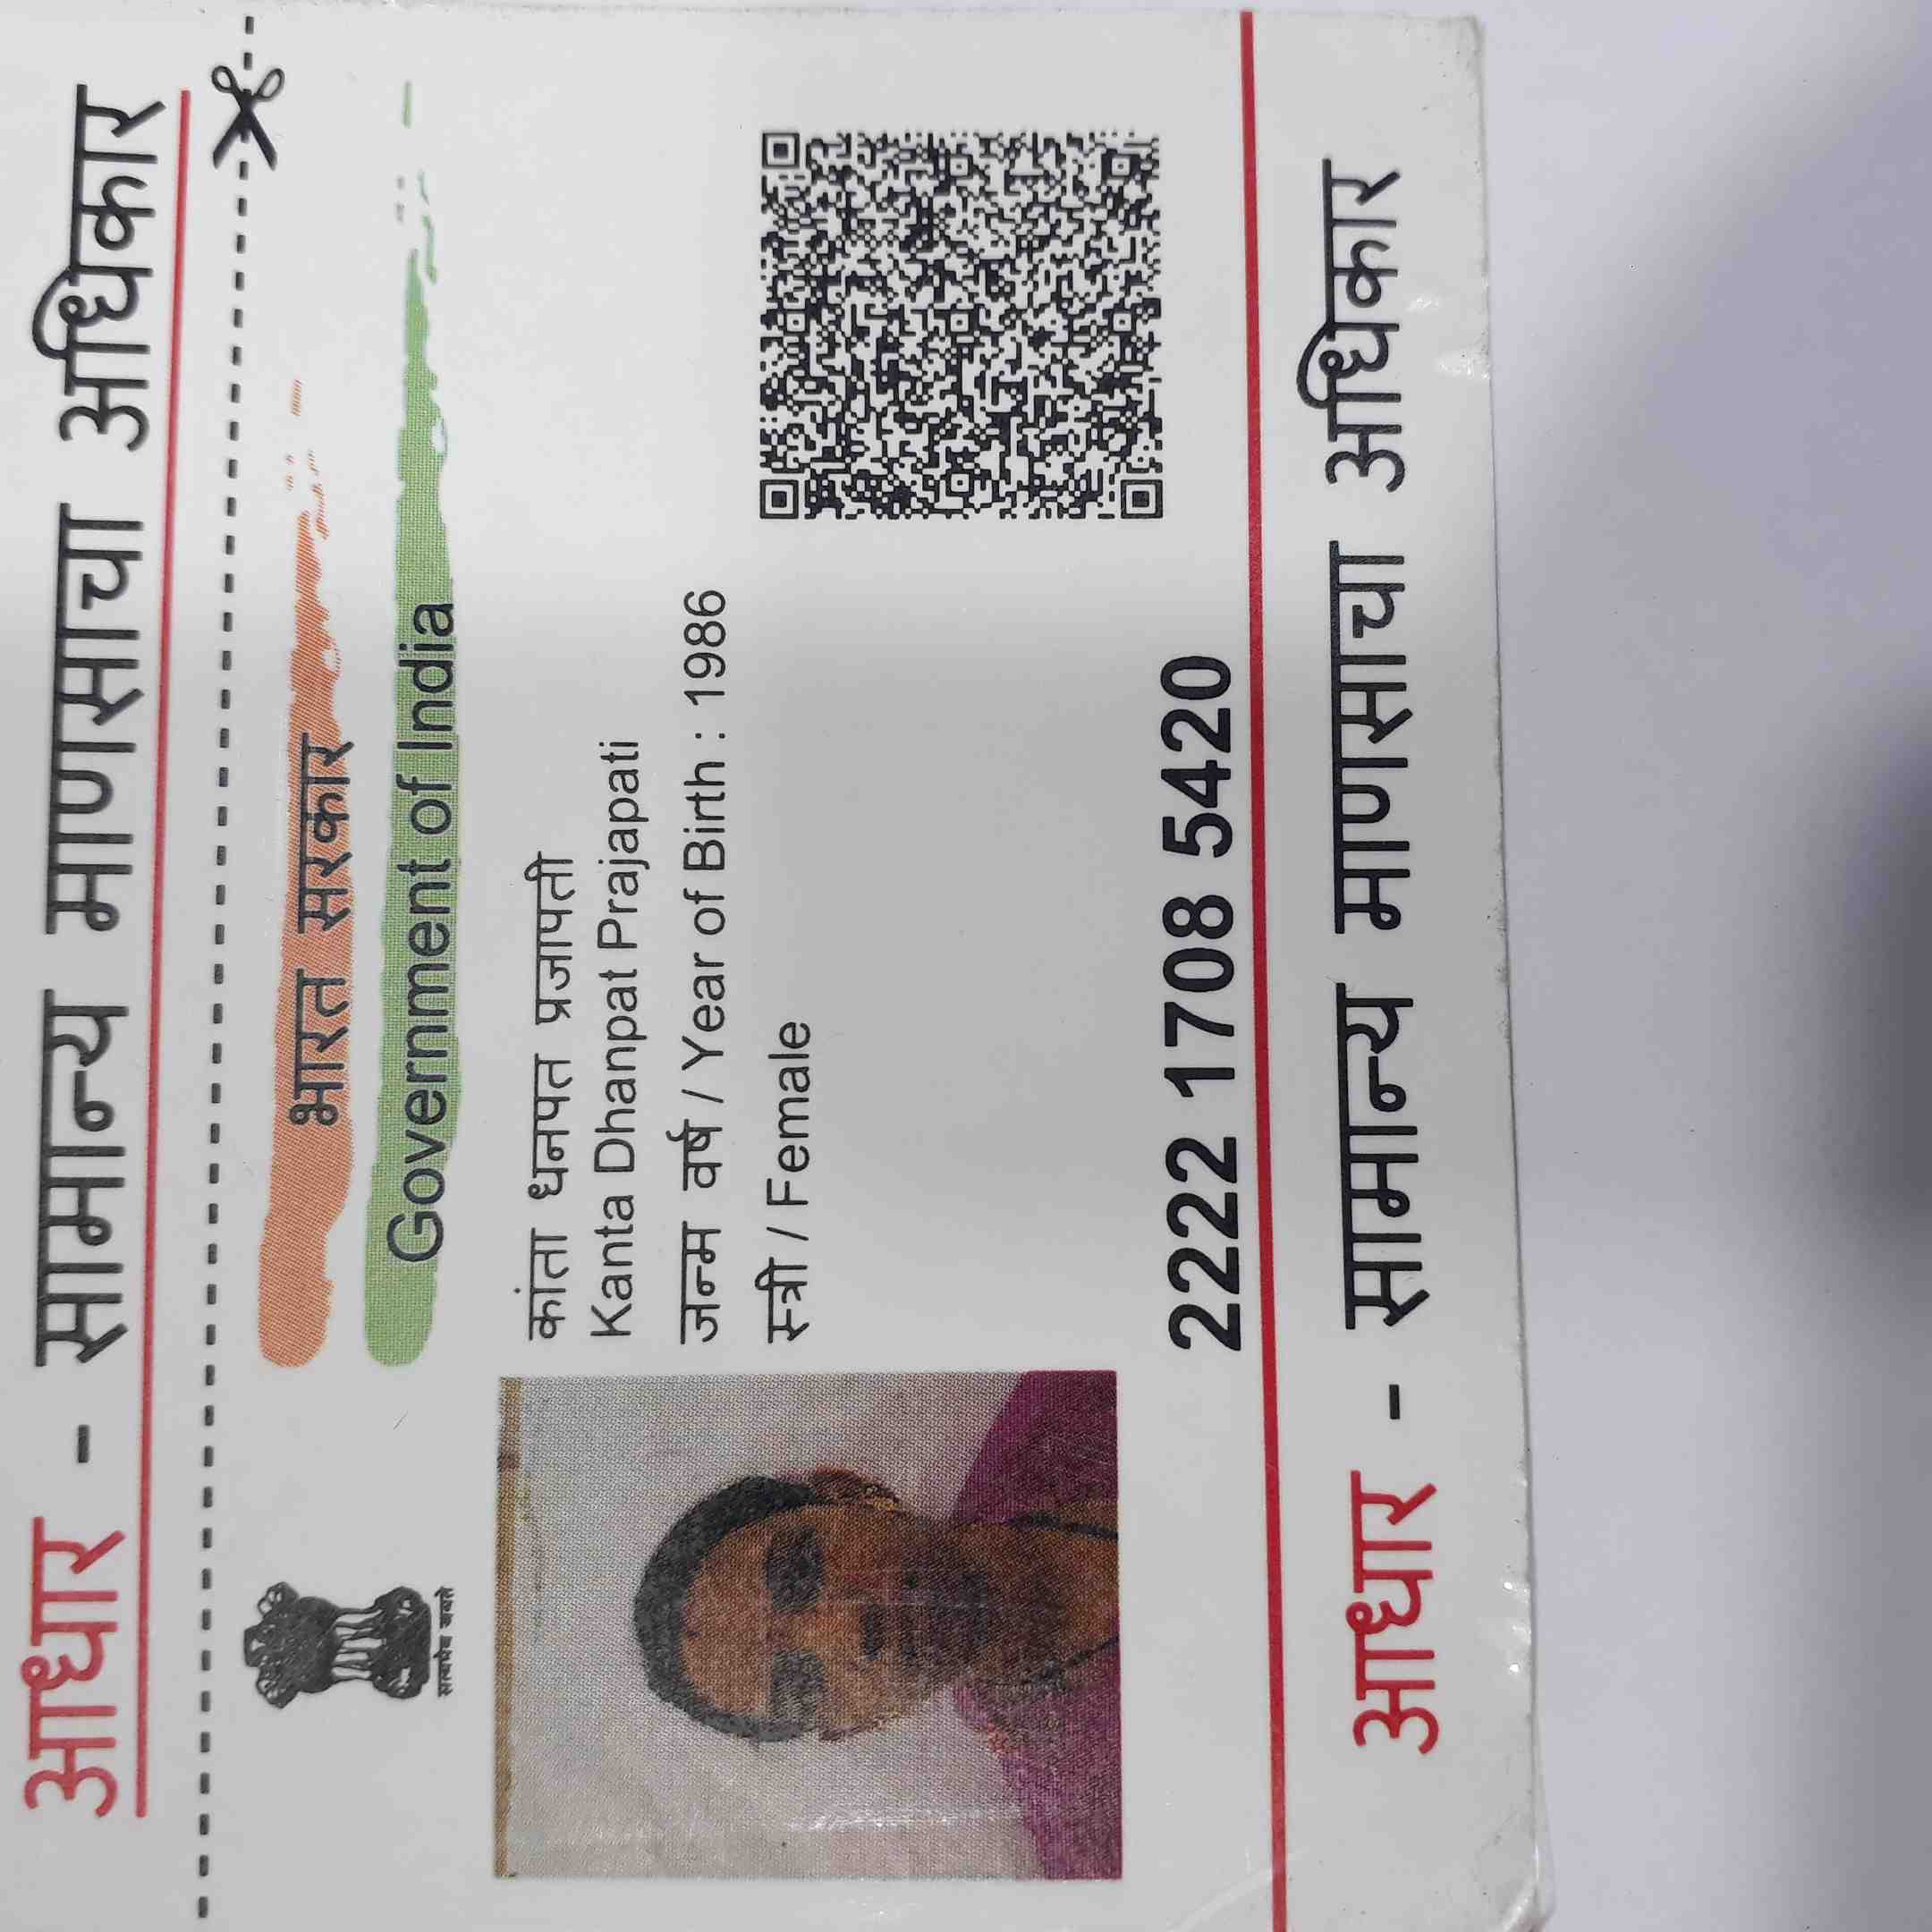 आधार - सामान्य माणसाचा अधिकार
भारत सरकार
Government of India
सत्यमेव जयते
कांता धनपत प्रजापती
Kanta Dhanpat Prajapati
जन्म वर्ष / Year of Birth : 1986
स्त्री / Female
2222 1708 5420
आधार - सामान्य माणसाचा अधिकार